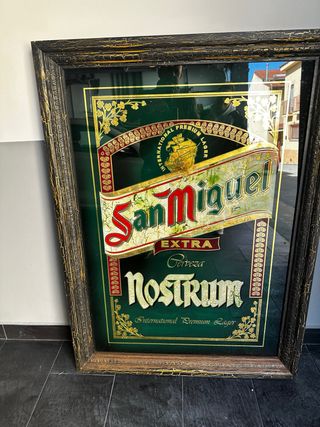 INTERNATIONAL PREMIUM LAGER
San Miguel
EXTRA
Cerveza
NOSTRUM
International Premium Lager